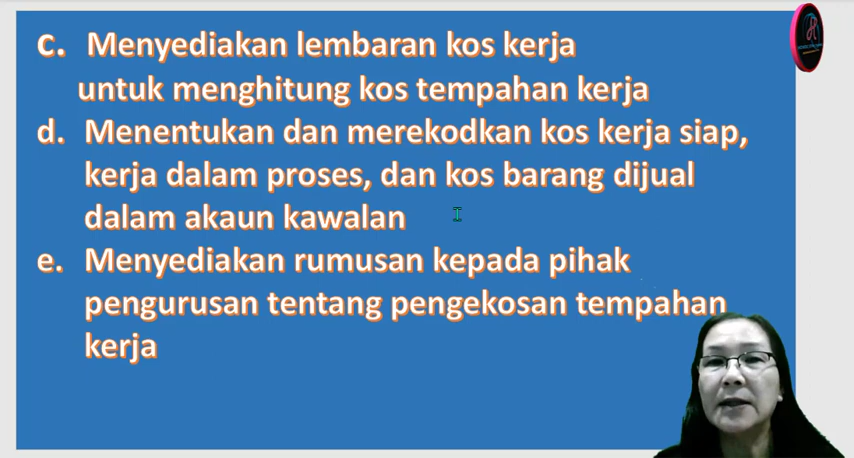 c. Menyediakan lembaran kos kerja
untuk menghitung kos tempahan kerja
d. Menentukan dan merekodkan kos kerja siap,
kerja dalam proses, dan kos barang dijual
dalam akaun kawalan
e. Menyediakan rumusan kepada pihak
pengurusan tentang pengekosan tempahan
kerja